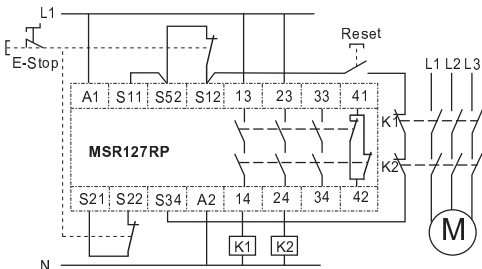 L1
Reset
E-Stop
L1 L2 L3
A1 S11 S52 S12 13 23 33 41
K1
MSR127RP
K2
S21 S22 S34 A2 14 24 34 42
M
K1 K2
N